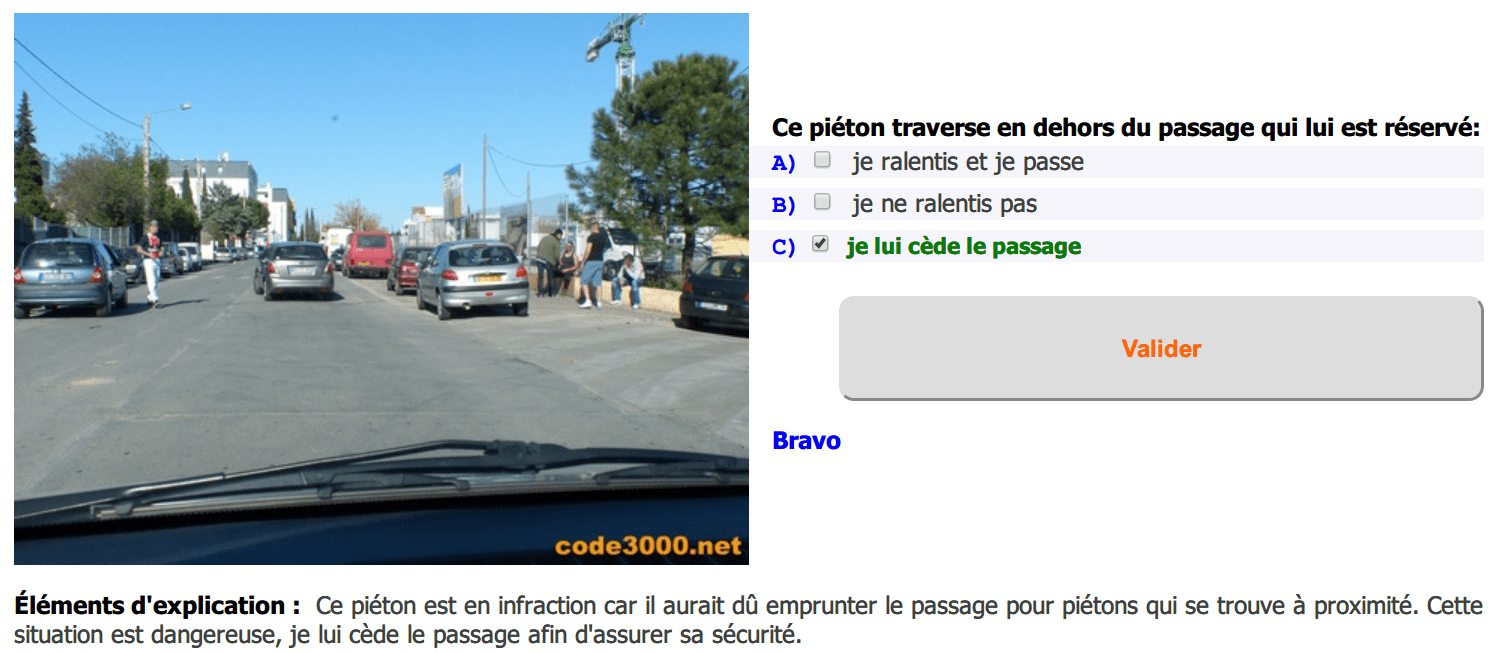 Ce piéton traverse en dehors du passage qui lui est réservé:
A) je ralentis et je passe
B) je ne ralentis pas
C) je lui cède le passage
Valider
Bravo
code3000.net
Éléments d'explication : Ce piéton est en infraction car il aurait dû emprunter le passage pour piétons qui se trouve à proximité. Cette
situation est dangereuse, je lui cède le passage afin d'assurer sa sécurité.